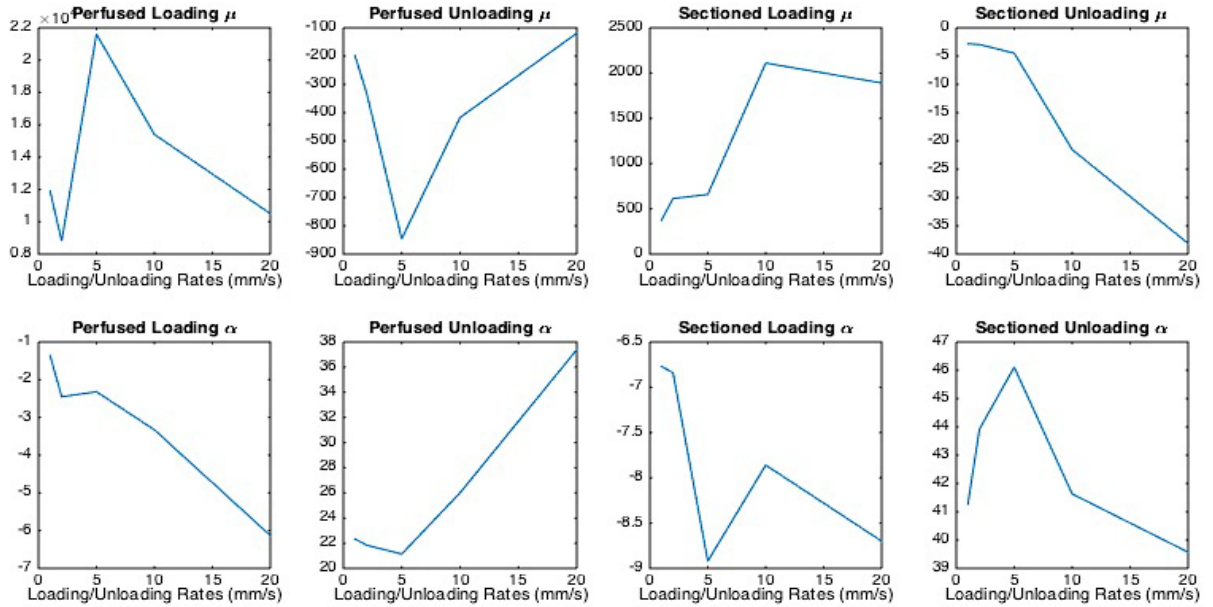 Perfused Loading μ
Perfused Unloading μ
Sectioned Loading μ
Sectioned Unloading μ
2.2
×10
2
1.8
1.6
1.4
1.2
1
0.8
0 5 10 15 20
Loading/Unloading Rates (mm/s)
-100
-200
-300
-400
-500
-600
-700
-800
-900
0 5 10 15 20
Loading/Unloading Rates (mm/s)
2500
2000
1500
1000
500
0
0 5 10 15 20
Loading/Unloading Rates (mm/s)
0
-5
-10
-15
-20
-25
-30
-35
-40
0 5 10 15 20
Loading/Unloading Rates (mm/s)
Perfused Loading α
Perfused Unloading α
Sectioned Loading α
Sectioned Unloading α
-1
-2
-3
-4
-5
-6
-7
0 5 10 15 20
Loading/Unloading Rates (mm/s)
38
36
34
32
30
28
26
24
22
20
0 5 10 15 20
Loading/Unloading Rates (mm/s)
-6.5
-7
-7.5
-8
-8.5
-9
0 5 10 15 20
Loading/Unloading Rates (mm/s)
47
46
45
44
43
42
41
40
39
0 5 10 15 20
Loading/Unloading Rates (mm/s)